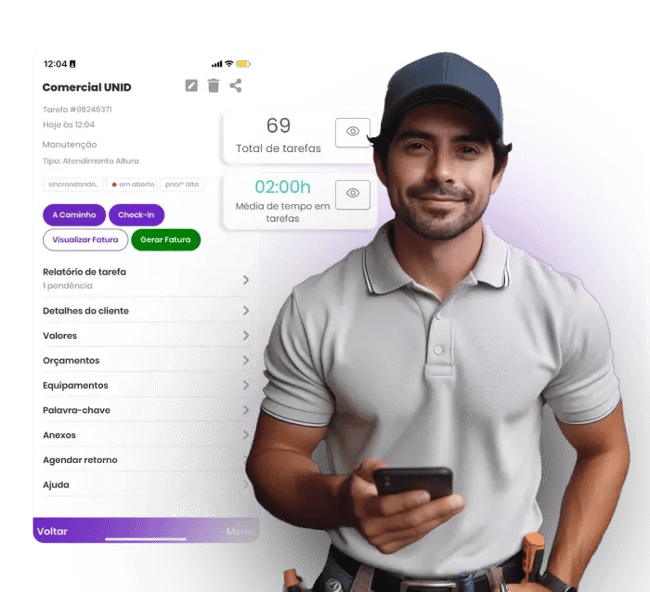 12:04
Comercial UNID
Tarefa #98246371
Hoje às 12:04
Manutenção
Tipo: Atendimento Altura
sincronizando.
em aberto
priorº alta
A Caminho
Check-In
Visualizar Fatura
Gerar Fatura
Relatório de tarefa
1 pendência
Detalhes do cliente
Valores
Orçamentos
Equipamentos
Palavra-chave
Anexos
Agendar retorno
Ajuda
Voltar
Menu
69
Total de tarefas
02:00h
Média de tempo em
tarefas